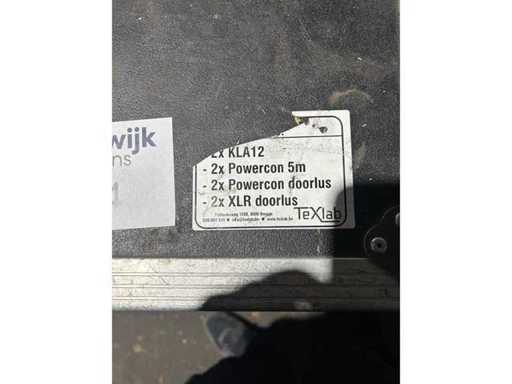 wijk
ns
2x KLA12
- 2x Powercon 5m
- 2x Powercon doorlus
- 2x XLR doorlus
TeXlab